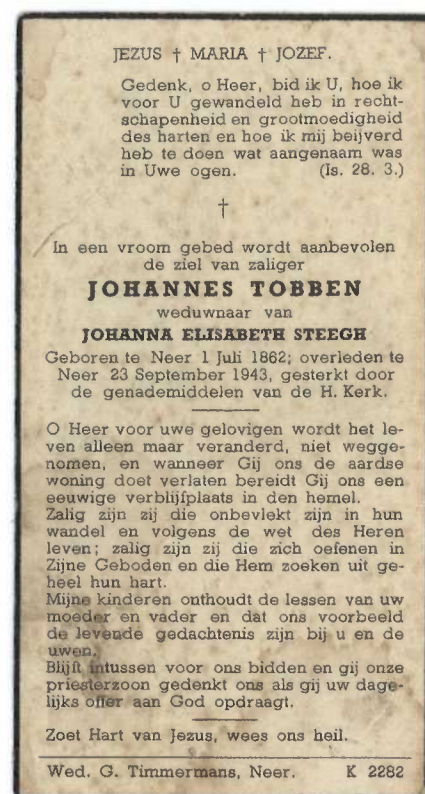 JEZUS † MARIA † JOZEF.
Gedenk, o Heer, bid ik U, hoe ik
voor U gewandeld heb in recht-
schapenheid en grootmoedigheid
des harten en hoe ik mij beijverd
heb te doen wat aangenaam was
in Uwe ogen. (Is. 28. 3.)
†
In een vroom gebed wordt aanbevolen
de ziel van zaliger
JOHANNES TOBBEN
weduwnaar van
JOHANNA ELISABETH STEEGH
Geboren te Neer 1 Juli 1862; overleden te
Neer 23 September 1943, gesterkt door
de genademiddelen van de H. Kerk.
O Heer voor uwe gelovigen wordt het le-
ven alleen maar veranderd, niet wegge-
nomen, en wanneer Gij ons de aardse
woning doet verlaten bereidt Gij ons een
eeuwige verblijfplaats in den hemel.
Zalig zijn zij die onbevlekt zijn in hun
wandel en volgens de wet des Heren
leven; zalig zijn zij die zich oefenen in
Zijne Geboden en die Hem zoeken uit ge-
heel hun hart.
Mijne kinderen onthoudt de lessen van uw
moeder en vader en dat ons voorbeeld
de levende gedachtenis zijn bij u en de
uwen.
Blijft intussen voor ons bidden en gij onze
priesterzoon gedenkt ons als gij uw dage-
lijks offer aan God opdraagt.
Zoet Hart van Jezus, wees ons heil.
Wed. G. Timmermans, Neer. K 2282